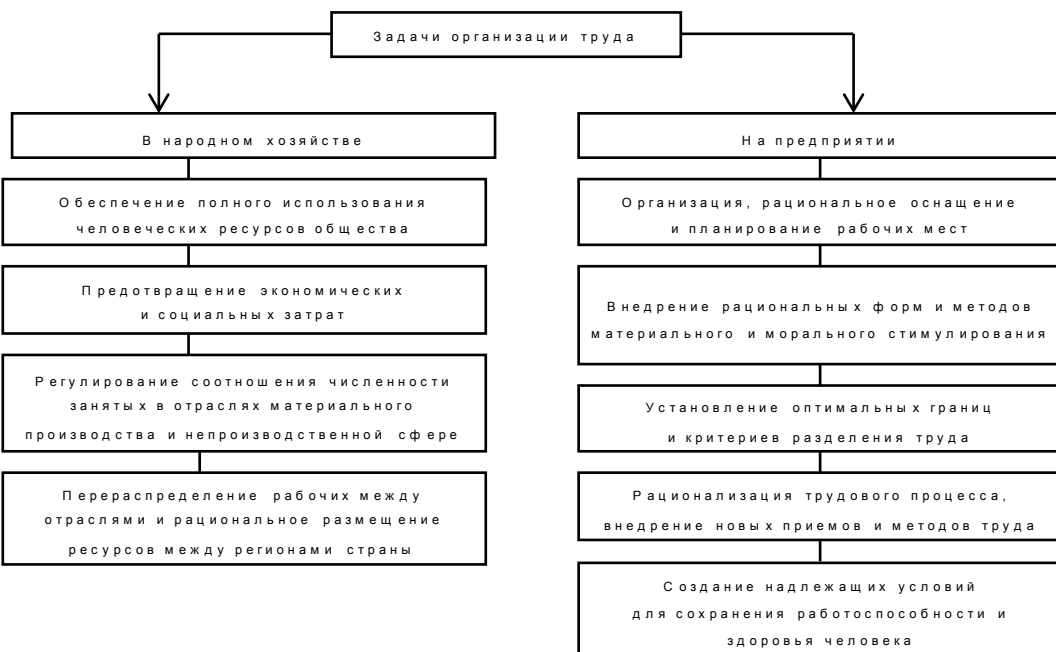 Задачи организации труда
В народном хозяйстве
Обеспечение полного использования
человеческих ресурсов общества
Предотвращение экономических
и социальных затрат
Регулирование соотношения численности
занятых в отраслях материального
производства и непроизводственной сфере
Перераспределение рабочих между
отраслями и рациональное размещение
ресурсов между регионами страны
На предприятии
Организация, рациональное оснащение
и планирование рабочих мест
Внедрение рациональных форм и методов
материального и морального стимулирования
Установление оптимальных границ
и критериев разделения труда
Рационализация трудового процесса,
внедрение новых приемов и методов труда
Создание надлежащих условий
для сохранения работоспособности и
здоровья человека